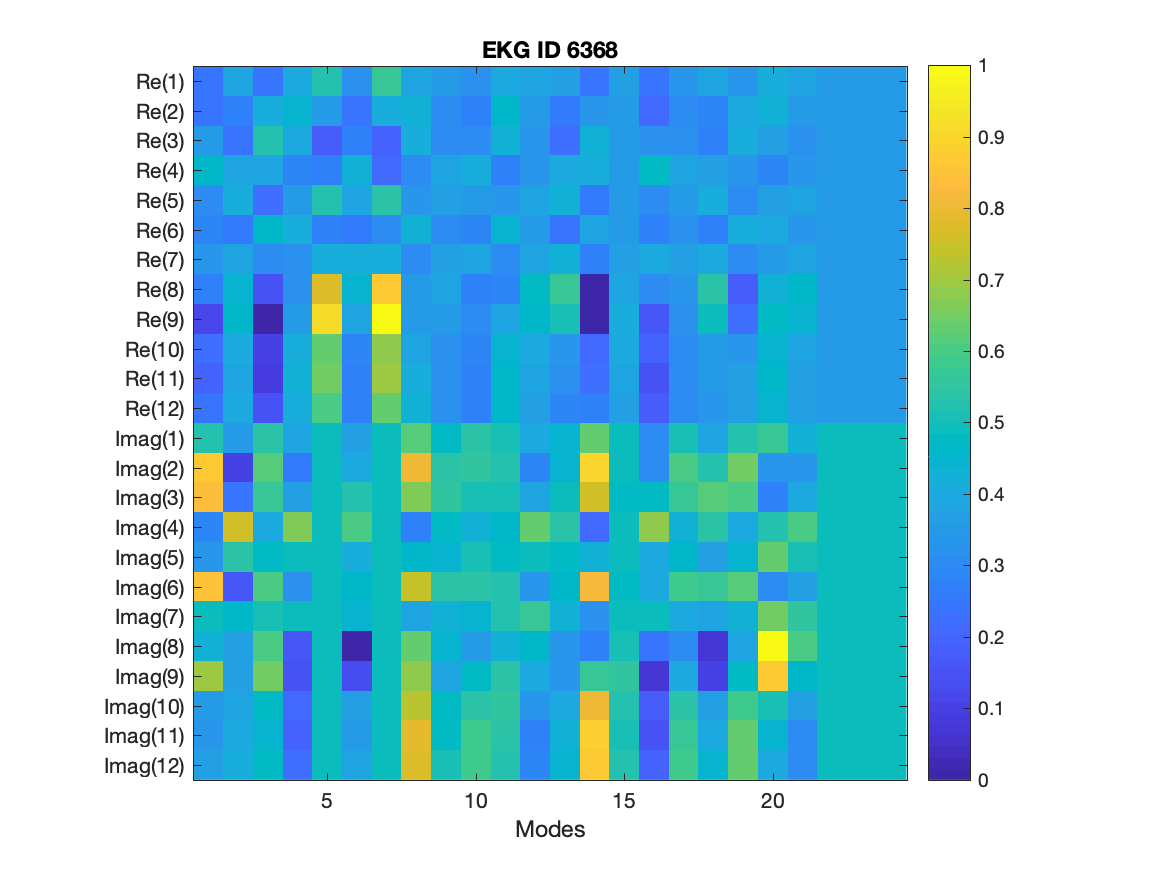 EKG ID 6368
Re(1)
Re(2)
Re(3)
Re(4)
Re(5)
Re(6)
Re(7)
Re(8)
Re(9)
Re(10)
Re(11)
Re(12)
Imag(1)
Imag(2)
Imag(3)
Imag(4)
Imag(5)
Imag(6)
Imag(7)
Imag(8)
Imag(9)
Imag(10)
Imag(11)
Imag(12)
5 10 15 20
Modes
1
0.9
0.8
0.7
0.6
0.5
0.4
0.3
0.2
0.1
0